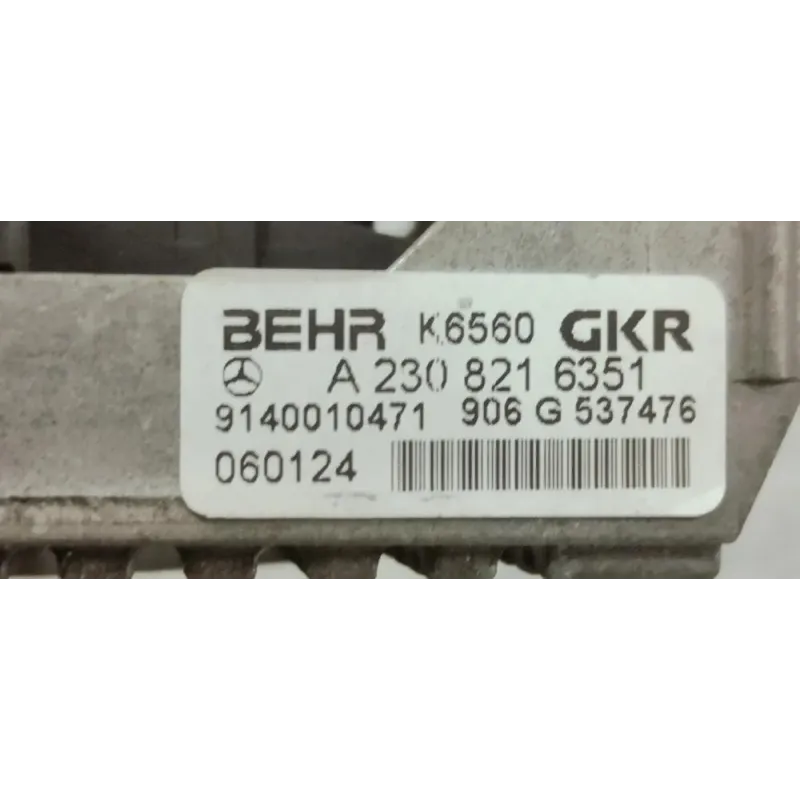 BEHR K6560 GKR
A 230 821 6351
9140010471 906 G 537476
060124